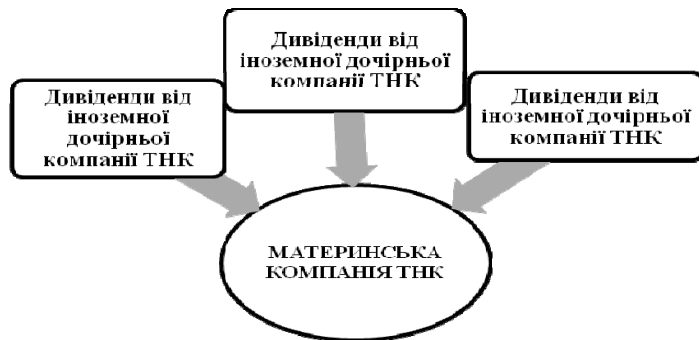 Дивіденди від
іноземної
дочірньої
компанії ТНК
Дивіденди від
іноземної дочірньої
компанії ТНК
Дивіденди від
іноземної дочірньої
компанії ТНК
МАТЕРИНСЬКА
КОМПАНІЯ ТНК